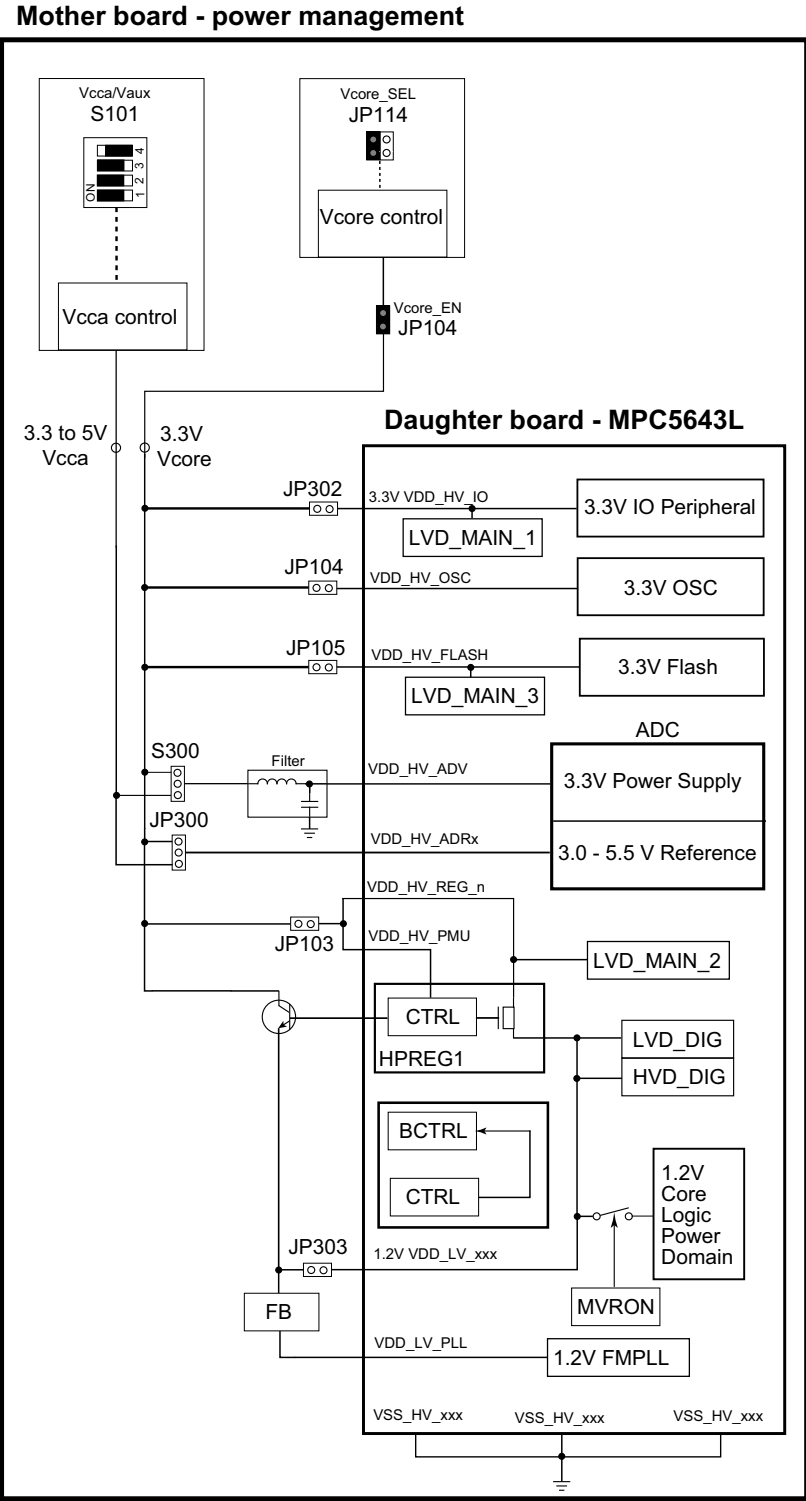 Mother board - power management
Vcca/Vaux
S101
ON
4
3
2
1
Vcca control
Vcore_SEL
JP114
Vcore control
Vcore_EN
JP104
3.3 to 5V
Vcca
3.3V
Vcore
Daughter board - MPC5643L
JP302
3.3V VDD_HV_IO
LVD_MAIN_1
3.3V IO Peripheral
JP104
VDD_HV_OSC
3.3V OSC
JP105
VDD_HV_FLASH
LVD_MAIN_3
3.3V Flash
ADC
S300
Filter
VDD_HV_ADV
3.3V Power Supply
JP300
VDD_HV_ADRx
3.0 - 5.5 V Reference
VDD_HV_REG_n
JP103
VDD_HV_PMU
LVD_MAIN_2
CTRL
HPREG1
LVD_DIG
HVD_DIG
BCTRL
CTRL
1.2V
Core
Logic
Power
Domain
JP303
1.2V VDD_LV_xxx
MVRON
FB
VDD_LV_PLL
1.2V FMPLL
VSS_HV_xxx
VSS_HV_xxx
VSS_HV_xxx